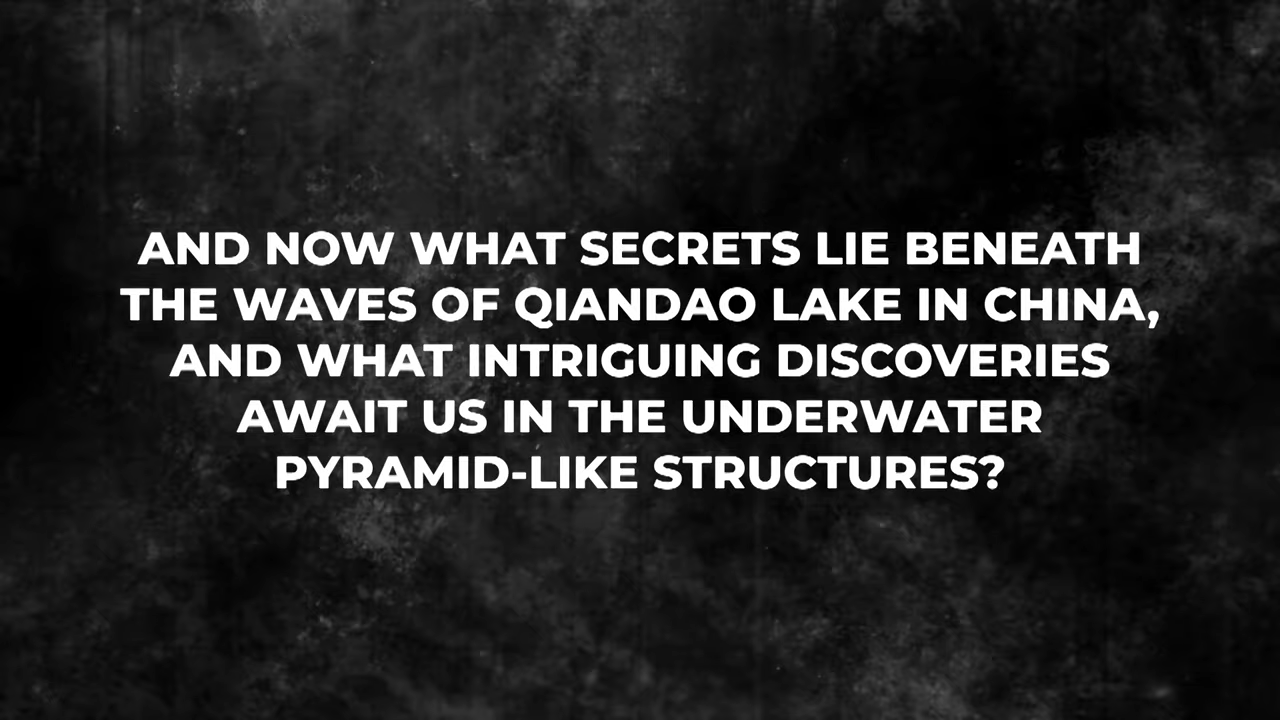 AND NOW WHAT SECRETS LIE BENEATH
THE WAVES OF QIANDAO LAKE IN CHINA,
AND WHAT INTRIGUING DISCOVERIES
AWAIT US IN THE UNDERWATER
PYRAMID-LIKE STRUCTURES?